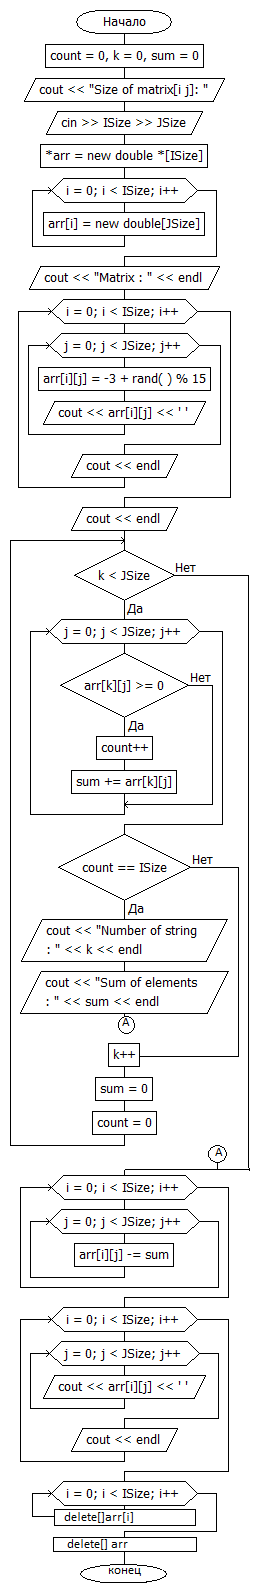 Начало
count = 0, k = 0, sum = 0
cout << "Size of matrix[i j]: "
cin >> ISize >> JSize
*arr = new double *[ISize]
i = 0; i < ISize; i++
arr[i] = new double[JSize]
cout << "Matrix : " << endl
i = 0; i < ISize; i++
j = 0; j < JSize; j++
arr[i][j] = -3 + rand( ) % 15
cout << arr[i][j] << ' '
cout << endl
cout << endl
k < JSize
Нет
Да
j = 0; j < JSize; j++
arr[k][j] >= 0
Нет
Да
count++
sum += arr[k][j]
count == ISize
Нет
Да
cout << "Number of string
: " << k << endl
cout << "Sum of elements
: " << sum << endl
A
k++
sum = 0
count = 0
A
i = 0; i < ISize; i++
j = 0; j < JSize; j++
arr[i][j] -= sum
i = 0; i < ISize; i++
j = 0; j < JSize; j++
cout << arr[i][j] << ' '
cout << endl
i = 0; i < ISize; i++
delete[]arr[i]
delete[] arr
конец